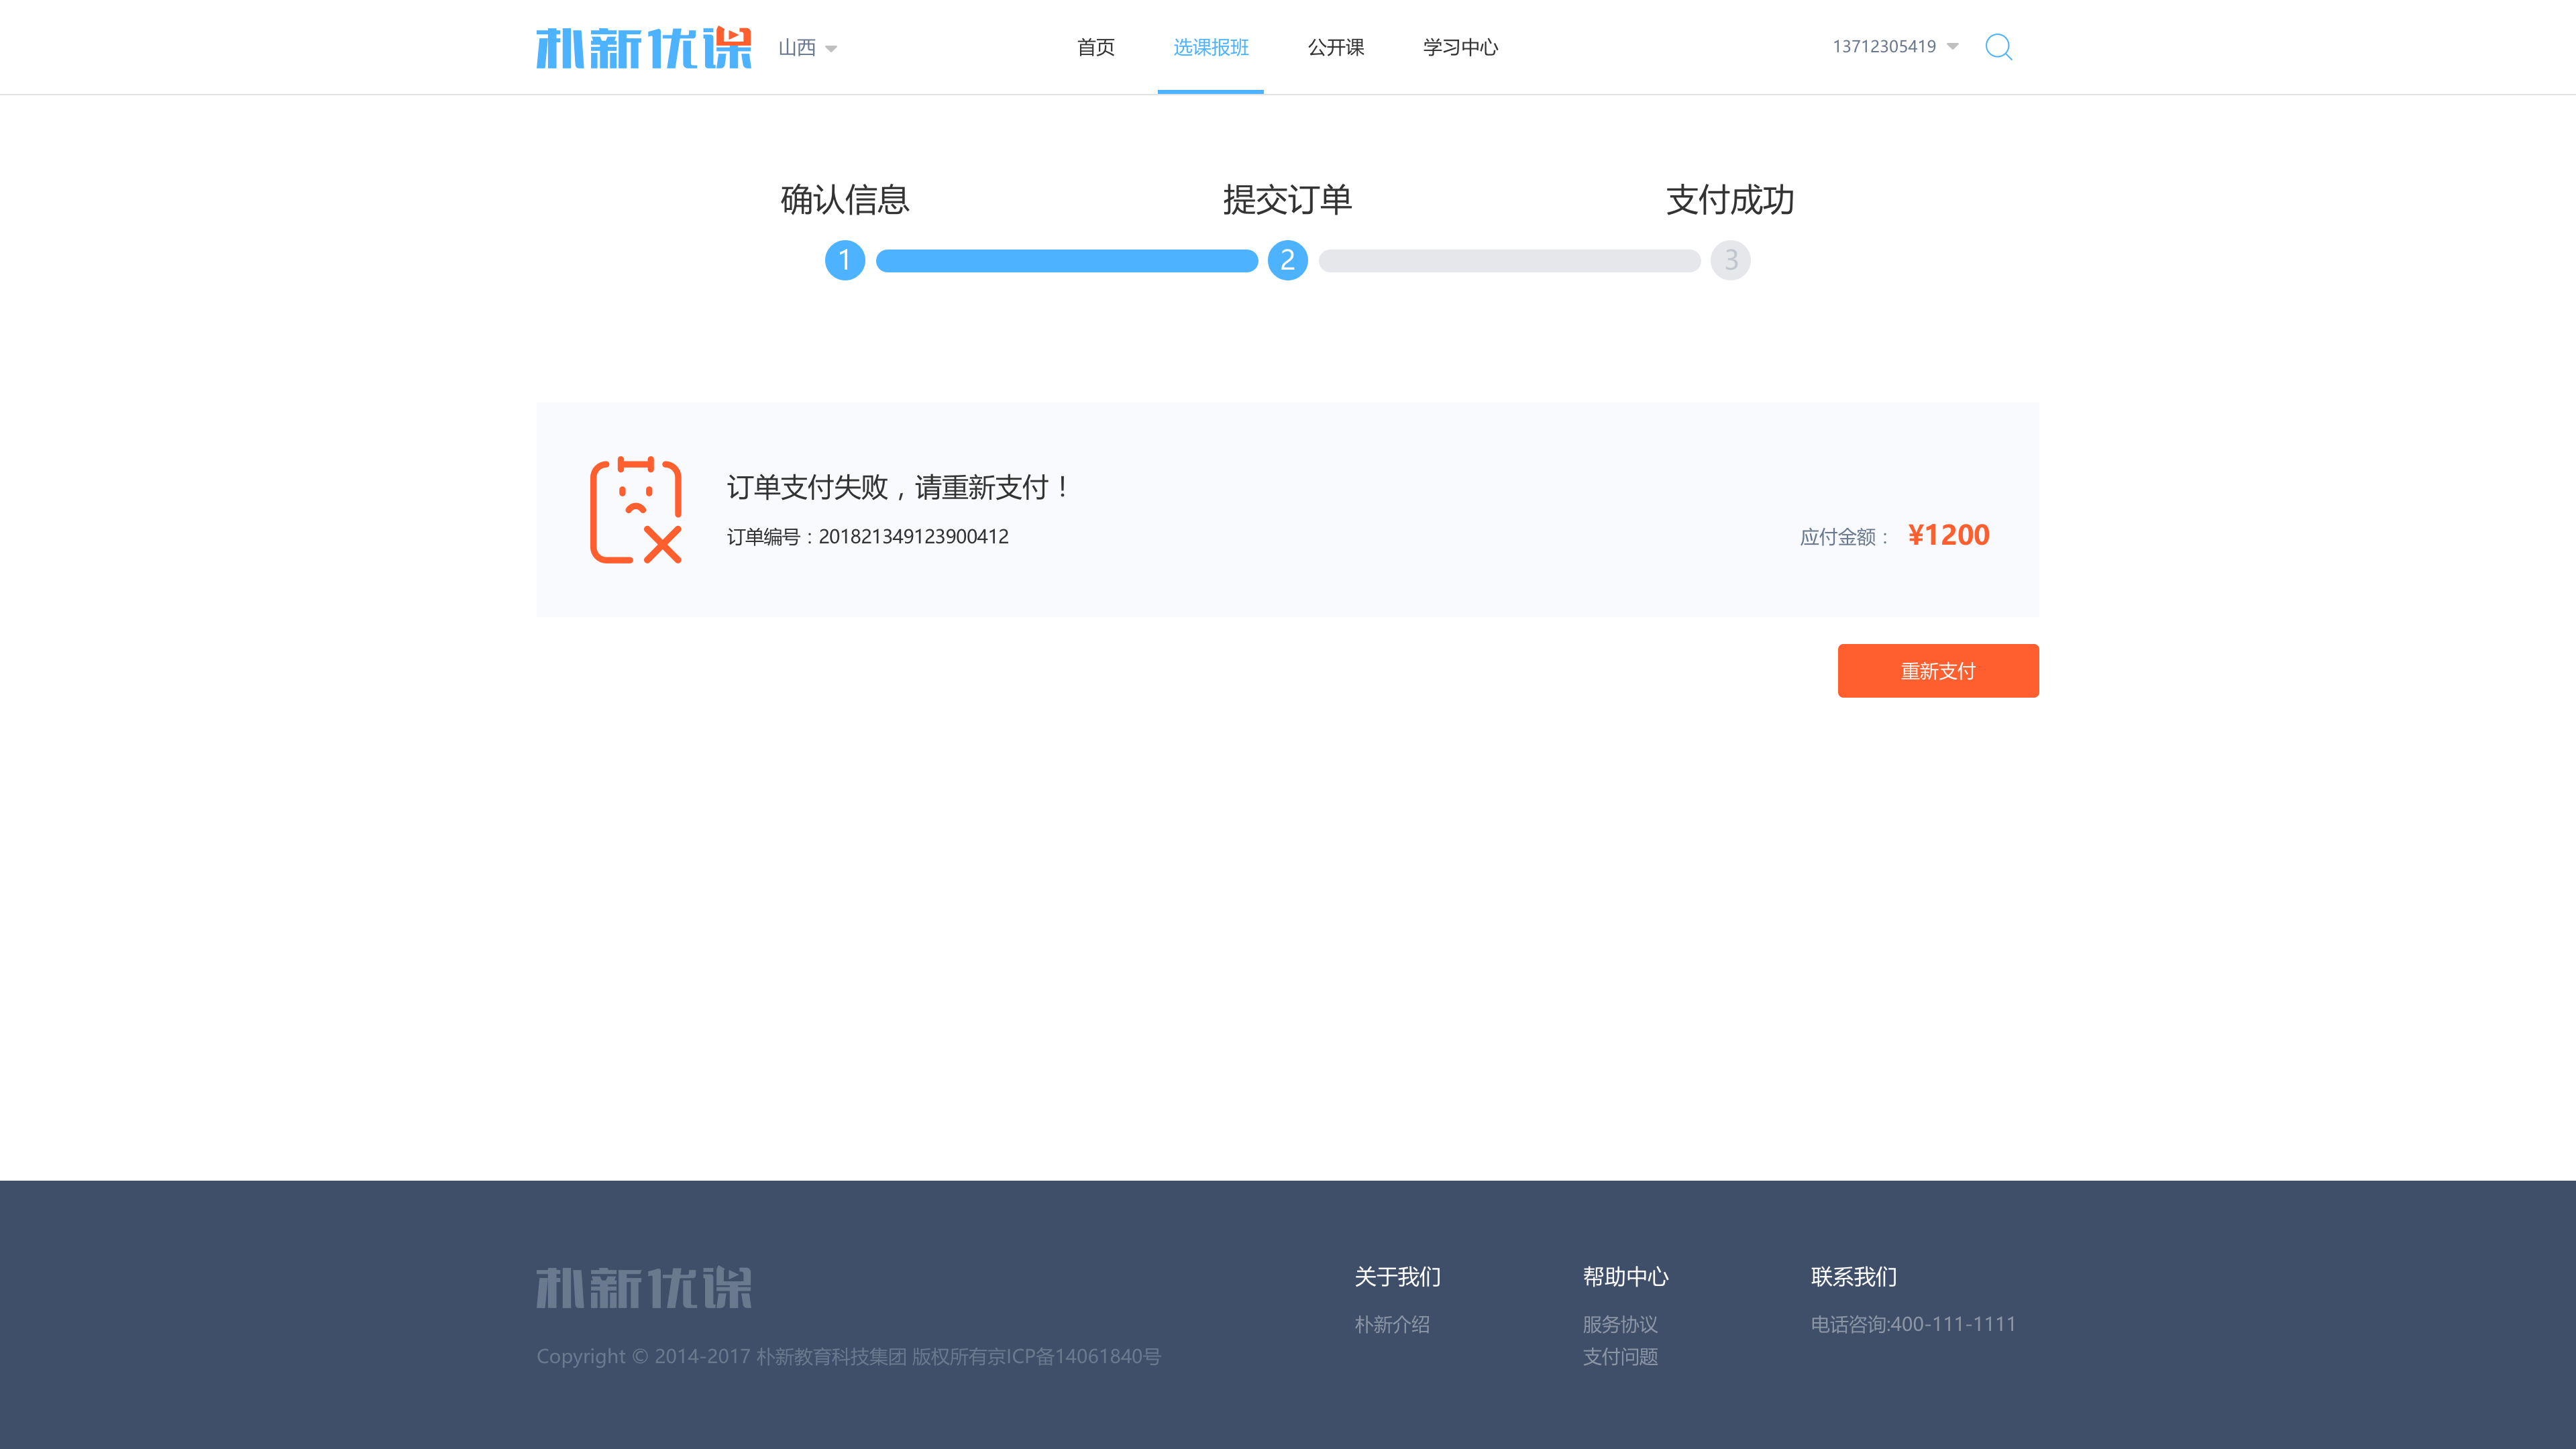 朴新优课 山西 首页 选课报班 公开课 学习中心 13712305419
确认信息 提交订单 支付成功
1 2 3
订单支付失败，请重新支付！
订单编号：201821349123900412 应付金额： ¥1200
重新支付
朴新优课 关于我们 帮助中心 联系我们
朴新介绍 服务协议 电话咨询:400-111-1111
Copyright © 2014-2017 朴新教育科技集团 版权所有京ICP备14061840号 支付问题